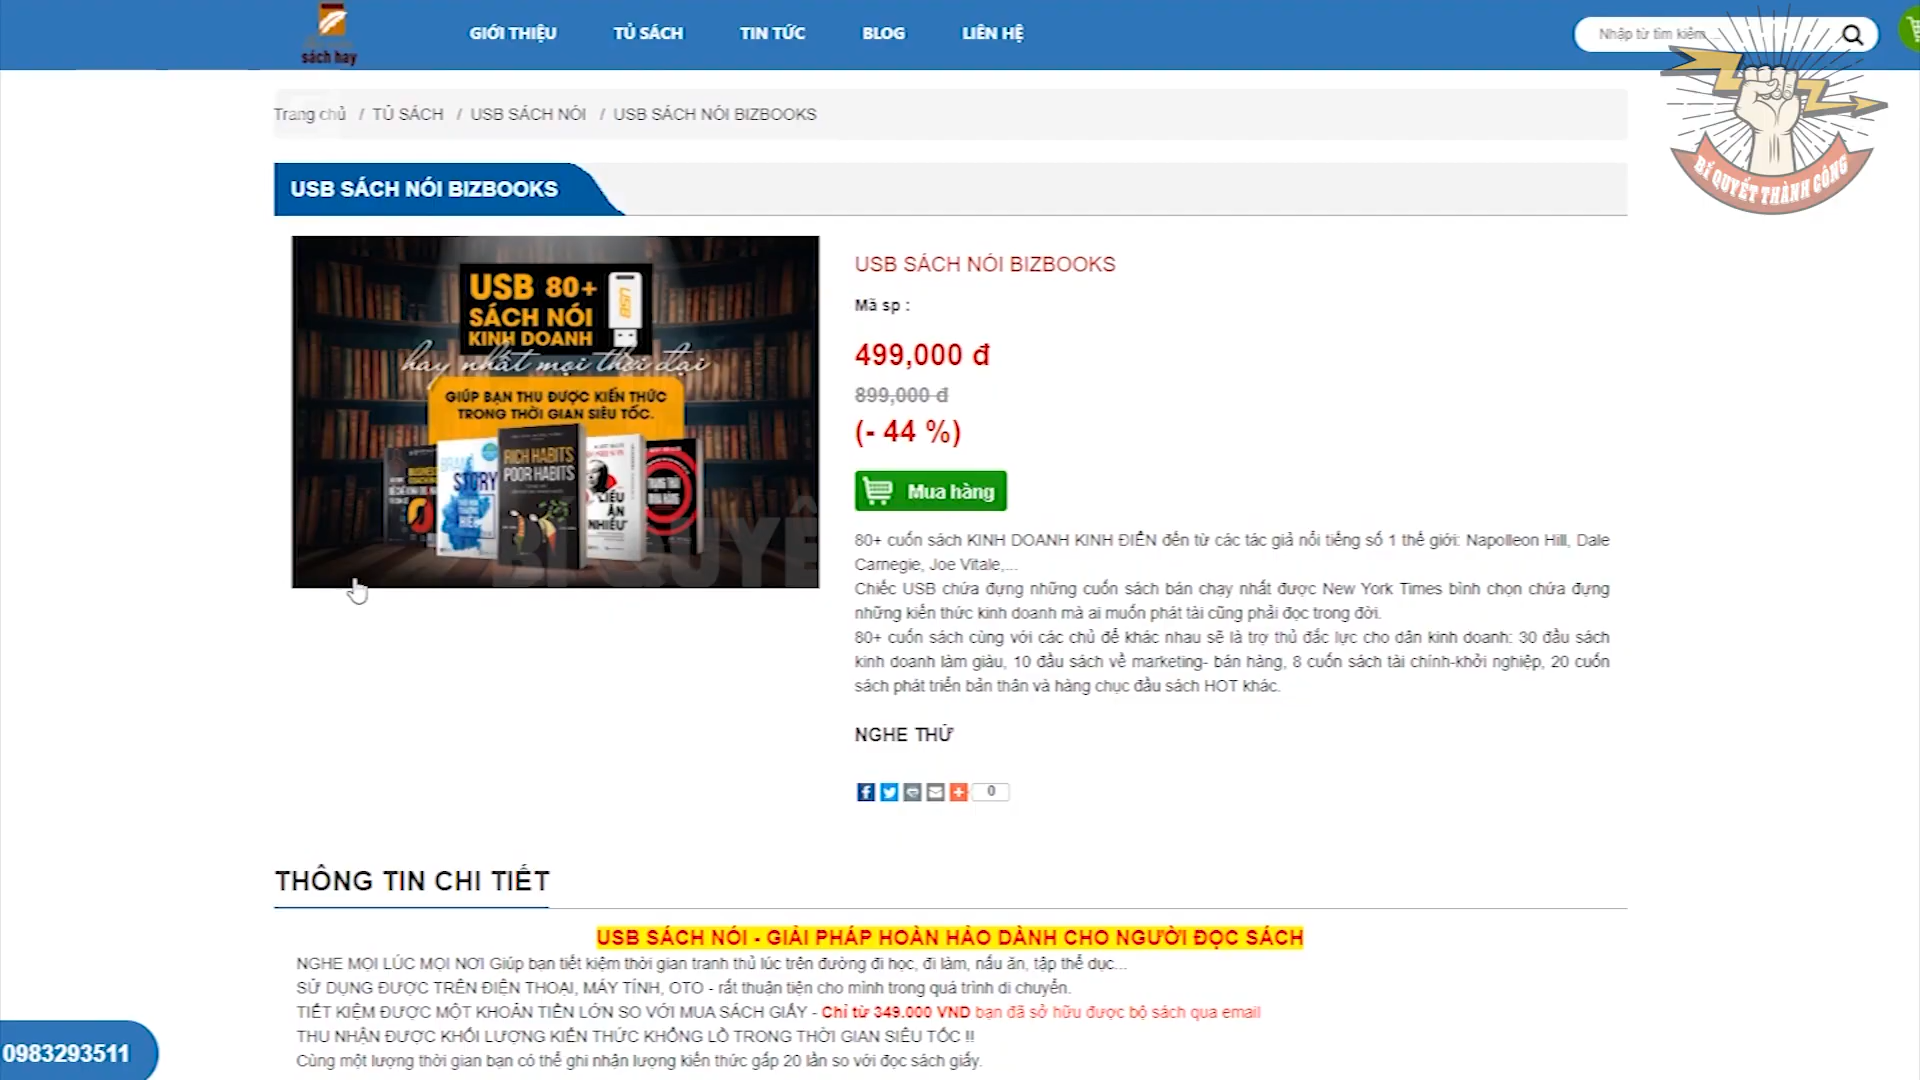 sách hay
GIỚI THIỆU
TỦ SÁCH
TIN TỨC
BLOG
LIÊN HỆ
Nhập từ tìm kiếm...
BÍ QUYẾT THÀNH CÔNG
Trang chủ / TỦ SÁCH / USB SÁCH NÓI / USB SÁCH NÓI BIZBOOKS
USB SÁCH NÓI BIZBOOKS
USB 80+
SÁCH NÓI
KINH DOANH
USB
hay nhất mọi thời đại
GIÚP BẠN THU ĐƯỢC KIẾN THỨC
TRONG THỜI GIAN SIÊU TỐC.
STORY
RICH HABITS
POOR HABITS
LIỀU
ĂN
NHIỀU
BÍ QUYẾ
USB SÁCH NÓI BIZBOOKS
Mã sp :
499,000 đ
899,000 đ
(- 44 %)
Mua hàng
80+ cuốn sách KINH DOANH KINH ĐIỂN đến từ các tác giả nổi tiếng số 1 thế giới: Napolleon Hill, Dale
Carnegie, Joe Vitale,...
Chiếc USB chứa đựng những cuốn sách bán chạy nhất được New York Times bình chọn chứa đựng
những kiến thức kinh doanh mà ai muốn phát tài cũng phải đọc trong đời.
80+ cuốn sách cùng với các chủ đề khác nhau sẽ là trợ thủ đắc lực cho dân kinh doanh: 30 đầu sách
kinh doanh làm giàu, 10 đầu sách về marketing- bán hàng, 8 cuốn sách tài chính-khởi nghiệp, 20 cuốn
sách phát triển bản thân và hàng chục đầu sách HOT khác.
NGHE THỬ
0
THÔNG TIN CHI TIẾT
USB SÁCH NÓI - GIẢI PHÁP HOÀN HẢO DÀNH CHO NGƯỜI ĐỌC SÁCH
NGHE MỌI LÚC MỌI NƠI Giúp bạn tiết kiệm thời gian tranh thủ lúc trên đường đi học, đi làm, nấu ăn, tập thể dục...
SỬ DỤNG ĐƯỢC TRÊN ĐIỆN THOẠI, MÁY TÍNH, OTO - rất thuận tiện cho mình trong quá trình di chuyển.
TIẾT KIỆM ĐƯỢC MỘT KHOẢN TIỀN LỚN SO VỚI MUA SÁCH GIẤY - Chỉ từ 349.000 VND bạn đã sở hữu được bộ sách qua email
THU NHẬN ĐƯỢC KHỐI LƯỢNG KIẾN THỨC KHỔNG LỒ TRONG THỜI GIAN SIÊU TỐC !!
Cùng một lượng thời gian bạn có thể ghi nhận lượng kiến thức gấp 20 lần so với đọc sách giấy.
0983293511